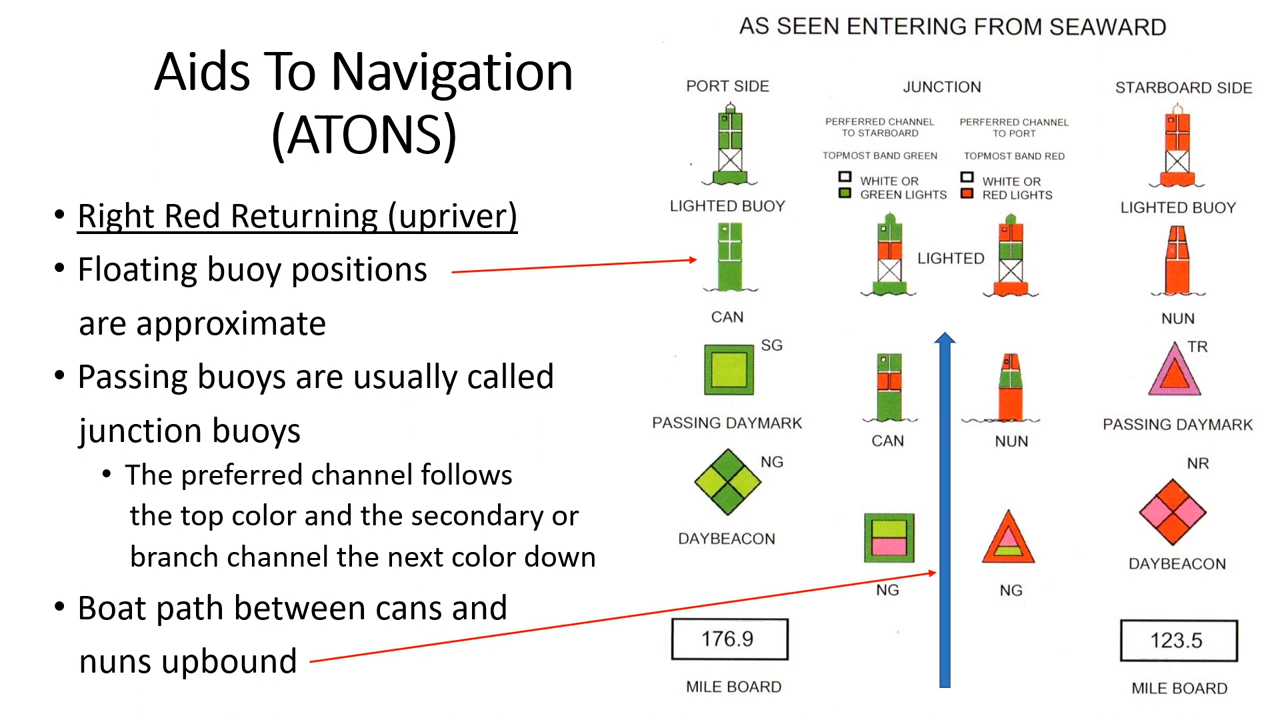 Aids To Navigation
(ATONS)
• Right Red Returning (upriver)
• Floating buoy positions
are approximate
• Passing buoys are usually called
junction buoys
• The preferred channel follows
the top color and the secondary or
branch channel the next color down
• Boat path between cans and
nuns upbound
AS SEEN ENTERING FROM SEAWARD
PORT SIDE
LIGHTED BUOY
CAN
SG
PASSING DAYMARK
NG
DAYBEACON
176.9
MILE BOARD
JUNCTION
PERFERRED CHANNEL
TO STARBOARD
TOPMOST BAND GREEN
WHITE OR
GREEN LIGHTS
PERFERRED CHANNEL
TO PORT
TOPMOST BAND RED
WHITE OR
RED LIGHTS
LIGHTED
CAN
NUN
NG
NG
STARBOARD SIDE
LIGHTED BUOY
NUN
TR
PASSING DAYMARK
NR
DAYBEACON
123.5
MILE BOARD